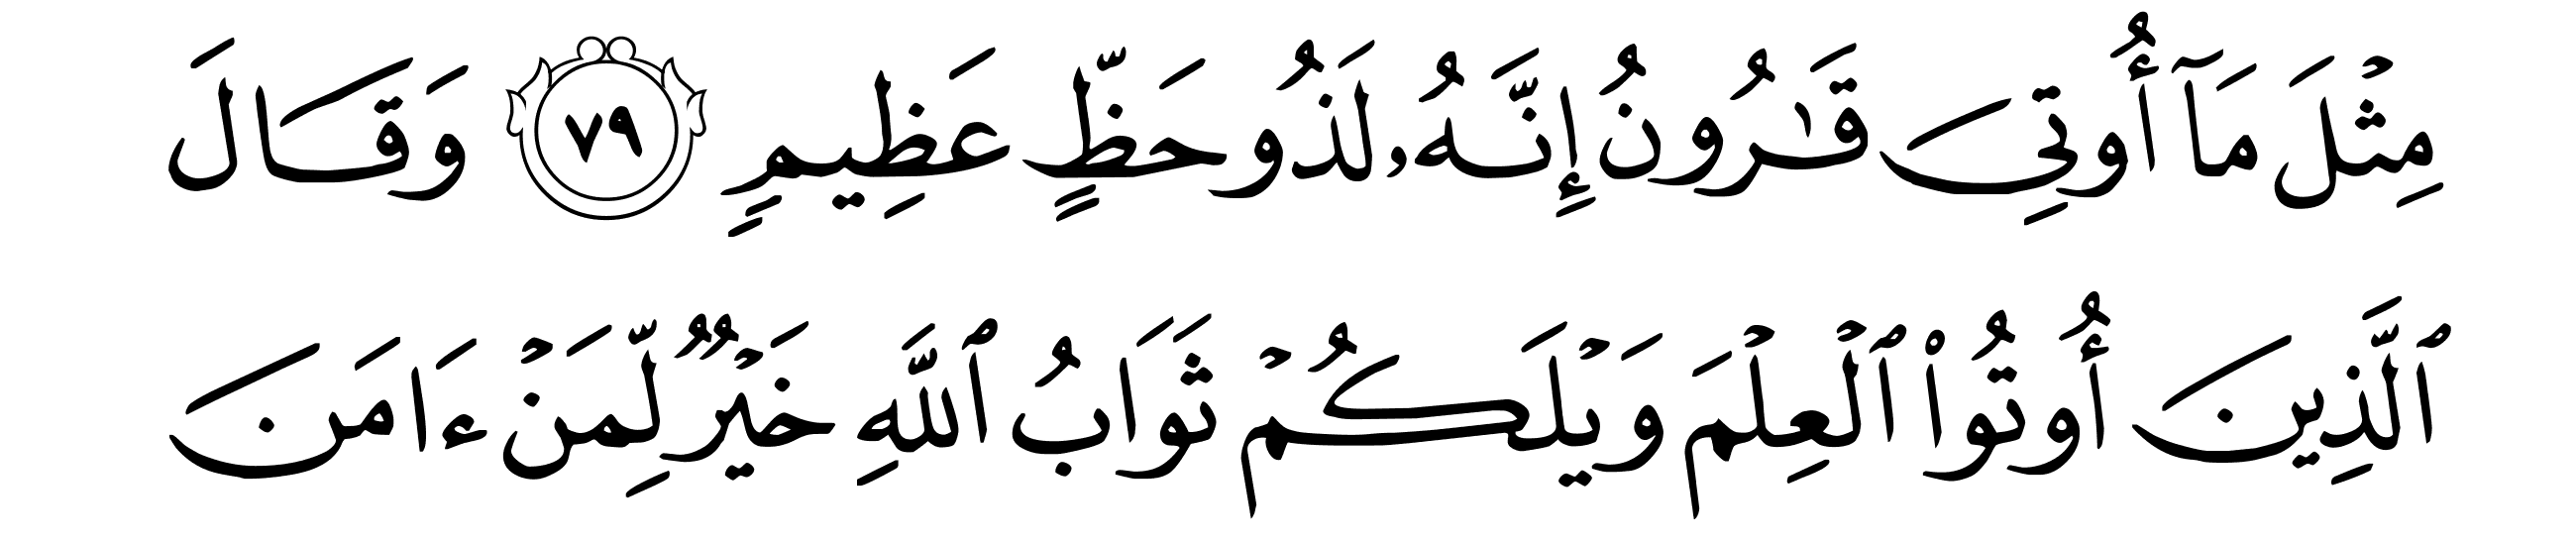 مِثْلَ مَآ أُوتِىَ قَـٰرُونُ إِنَّهُۥ لَذُو حَظٍّ عَظِيمٍ ٧٩ وَقَالَ
ٱلَّذِينَ أُوتُوا۟ ٱلْعِلْمَ وَيْلَكُمْ ثَوَابُ ٱللَّهِ خَيْرٌ لِّمَنْ ءَامَنَ